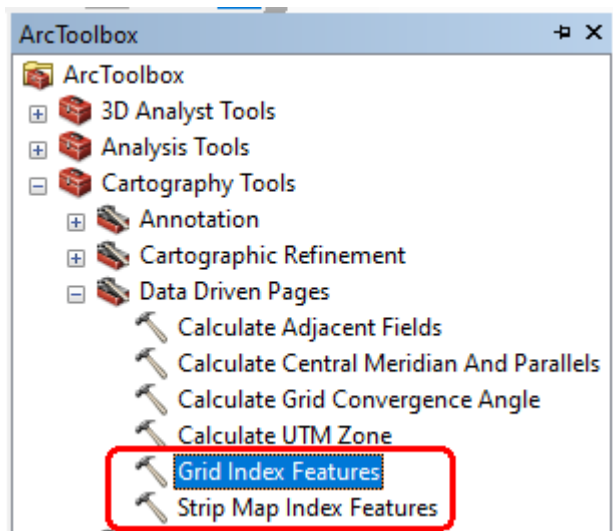 ArcToolbox
ArcToolbox
3D Analyst Tools
Analysis Tools
Cartography Tools
Annotation
Cartographic Refinement
Data Driven Pages
Calculate Adjacent Fields
Calculate Central Meridian And Parallels
Calculate Grid Convergence Angle
Calculate UTM Zone
Grid Index Features
Strip Map Index Features